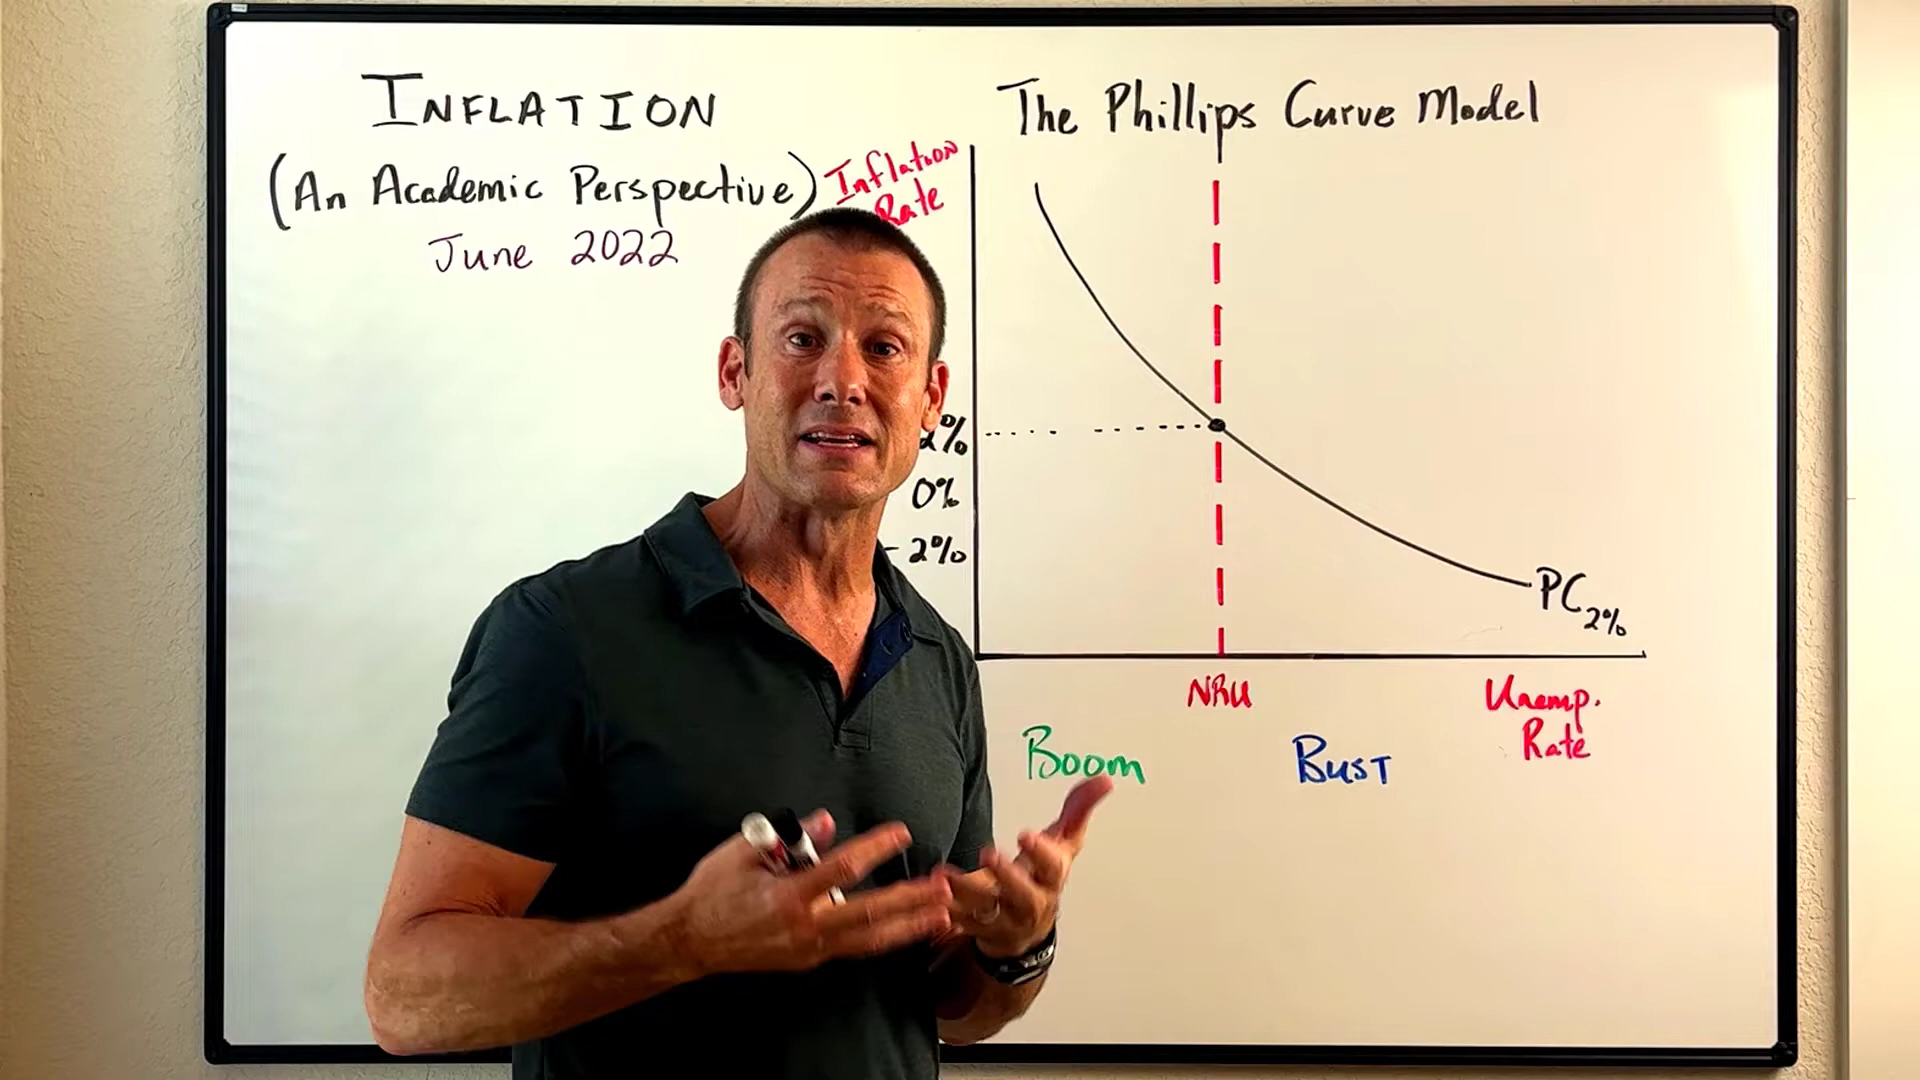 INFLATION
(An Academic Perspective)
June 2022
The Phillips Curve Model
Inflation
Rate
2%
0%
- 2%
PC2%
NRU
Unemp.
Rate
Boom
BUST